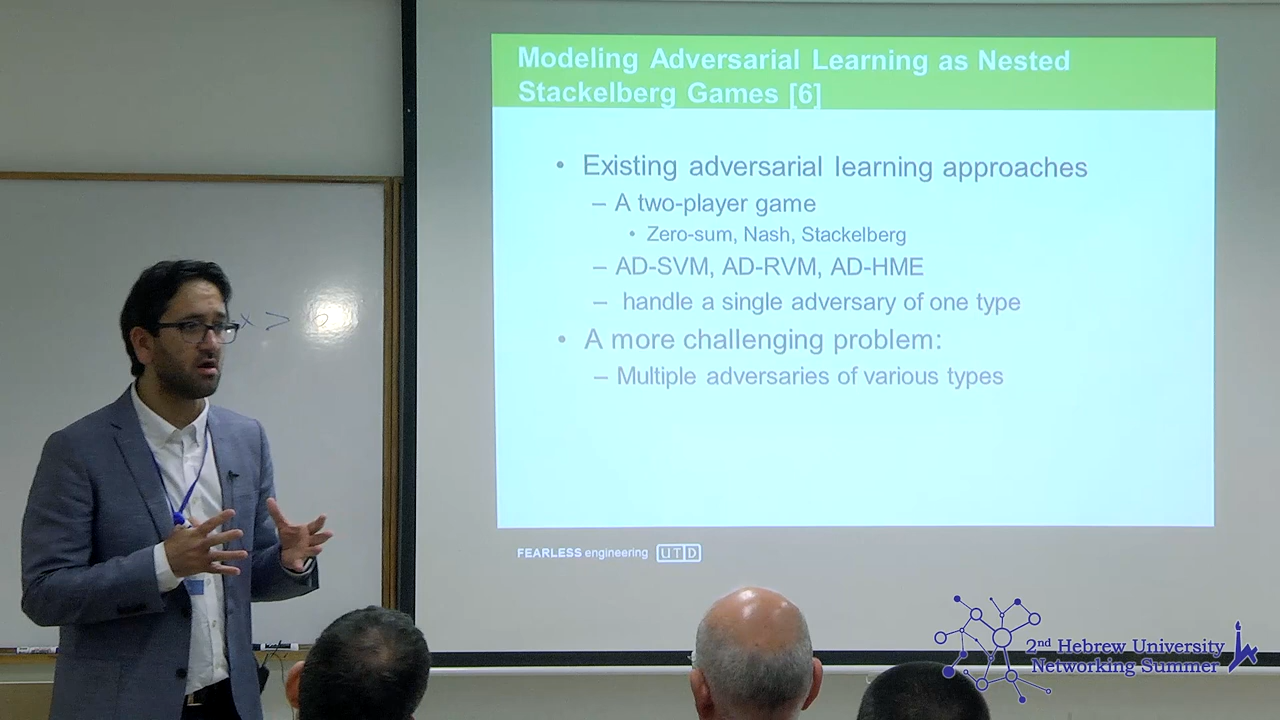 Modeling Adversarial Learning as Nested
Stackelberg Games [6]
• Existing adversarial learning approaches
– A two-player game
• Zero-sum, Nash, Stackelberg
– AD-SVM, AD-RVM, AD-HME
– handle a single adversary of one type
• A more challenging problem:
– Multiple adversaries of various types
x >
FEARLESS engineering UTD
2nd Hebrew University
Networking Summer